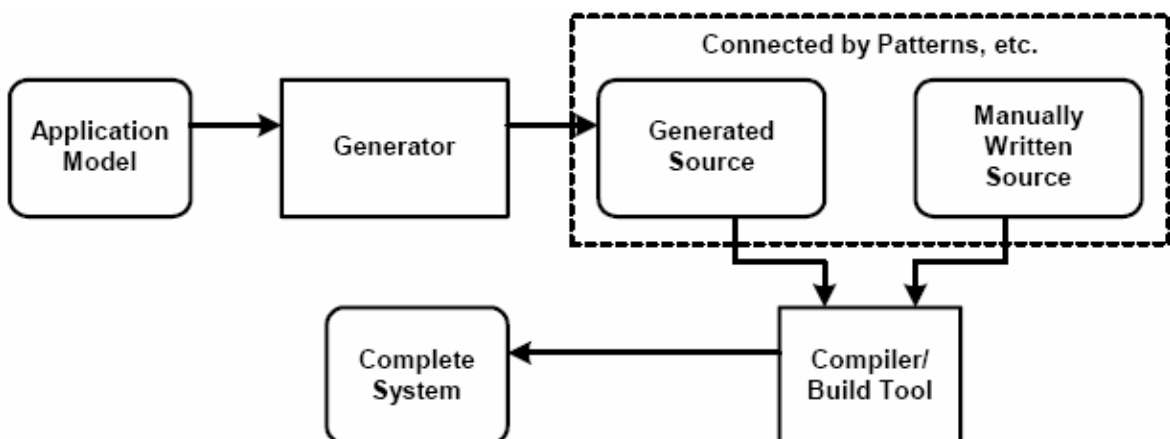 Connected by Patterns, etc.
Application
Model
Generator
Generated
Source
Manually
Written
Source
Complete
System
Compiler/
Build Tool